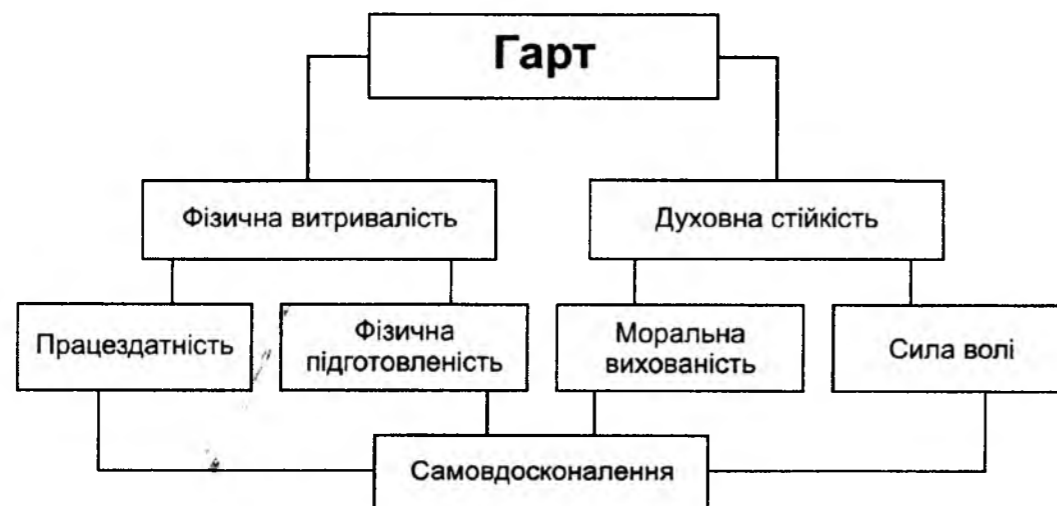 Гарт
Фізична витривалість
Духовна стійкість
Працездатність
Фізична
підготовленість
Моральна
вихованість
Сила волі
Самовдосконалення